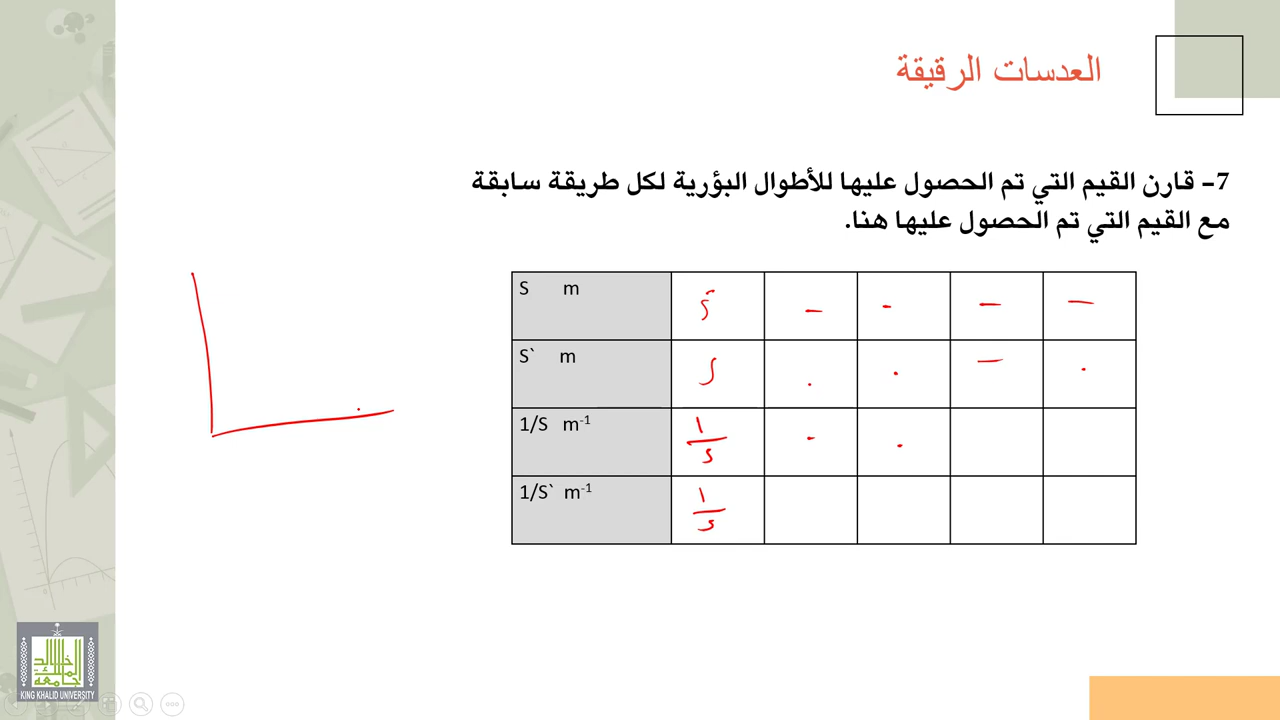 العدسات الرقيقة
7- قارن القيم التي تم الحصول عليها للأطوال البؤرية لكل طريقة سابقة
مع القيم التي تم الحصول عليها هنا.
S m
S` m
1/S m-1
1/S` m-1
KING KHALID UNIVERSITY